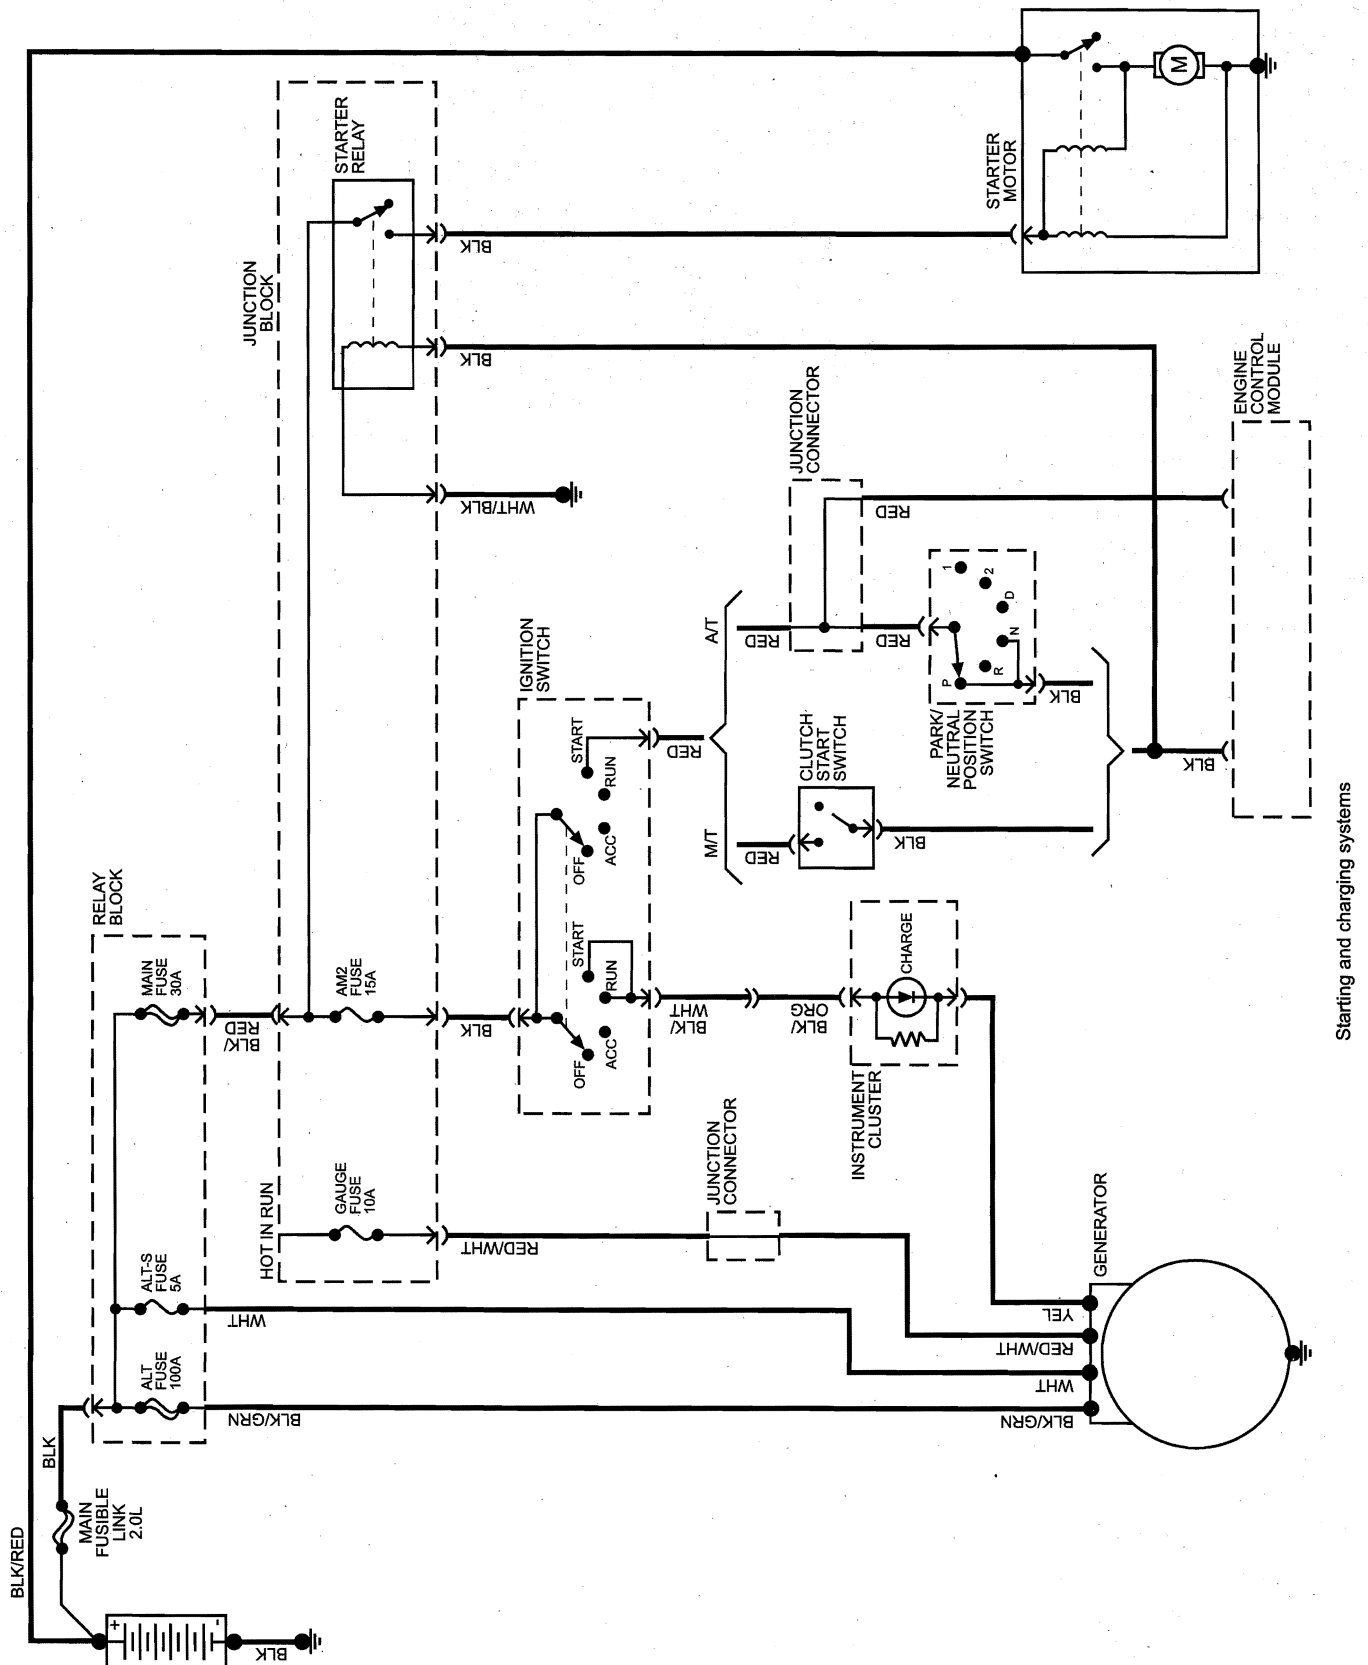 BLK/RED
BLK
MAIN
FUSIBLE
LINK
2.0L
+
-
BLK
RELAY
BLOCK
ALT
FUSE
100A
ALT-S
FUSE
5A
MAIN
FUSE
30A
BLK/GRN
WHT
BLK/
RED
JUNCTION
BLOCK
HOT IN RUN
GAUGE
FUSE
10A
AM2
FUSE
15A
STARTER
RELAY
RED/WHT
BLK
WHT/BLK
BLK
BLK
IGNITION
SWITCH
OFF
ACC
RUN
START
OFF
ACC
RUN
START
BLK/
WHT
RED
M/T
A/T
JUNCTION
CONNECTOR
BLK/
ORG
RED
RED
JUNCTION
CONNECTOR
CLUTCH
START
SWITCH
RED
RED
INSTRUMENT
CLUSTER
CHARGE
BLK
PARK/
NEUTRAL
POSITION
SWITCH
P
R
N
D
2
1
BLK
STARTER
MOTOR
M
BLK/GRN
WHT
RED/WHT
YEL
GENERATOR
BLK
ENGINE
CONTROL
MODULE
Starting and charging systems